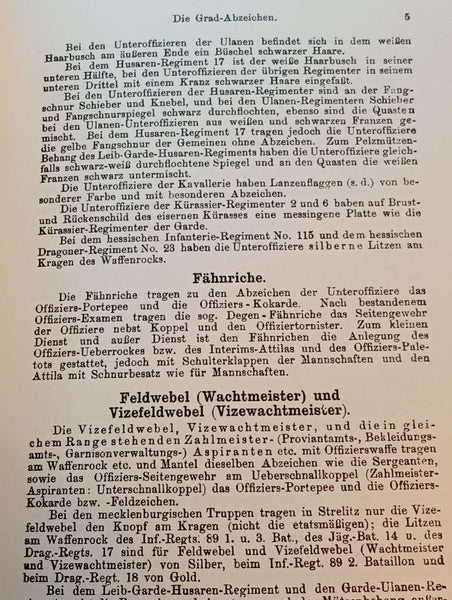 Die Grad-Abzeichen.
5
Bei den Unteroffizieren der Ulanen befindet sich in dem weißen
Haarbusch am äußeren Ende ein Büschel schwarzer Haare.
Bei dem Husaren-Regiment 17 ist der weiße Haarbusch in seiner
unteren Hälfte, bei den Unteroffizieren der übrigen Regimenter in seinem
unteren Drittel mit einem Kranz schwarzer Haare eingefaßt.
Bei den Unteroffizieren der Husaren-Regimenter sind an der Fang-
schnur Schieber und Knebel, und bei den Ulanen-Regimentern Schieber
und Fangschnurspiegel schwarz durchflochten, ebenso sind die Quasten
bei den Ulanen-Unteroffizieren aus weißen und schwarzen Franzen ge-
mischt. Bei dem Husaren-Regiment 17 tragen jedoch die Unteroffiziere
die gelbe Fangschnur der Gemeinen ohne Abzeichen. Zum Pelzmützen-
Behang des Leib-Garde-Husaren-Regiments haben die Unteroffiziere gleich-
falls schwarz-weiß durchflochtene Spiegel und an den Quasten die weißen
Franzen schwarz untermischt.
Die Unteroffiziere der Kavallerie haben Lanzenflaggen (s. d.) von be-
sonderer Farbe und mit besonderen Abzeichen.
Die Unteroffiziere der Kürassier-Regimenter 2 und 6 haben auf Brust-
und Rückenschild des eisernen Kürasses eine messingene Platte wie die
Kürassier-Regimenter der Garde.
Bei dem hessischen Infanterie-Regiment No. 115 und dem hessischen
Dragoner-Regiment No. 23 haben die Unteroffiziere silberne Litzen am
Kragen des Waffenrocks.
Fähnriche.
Die Fähnriche tragen zu den Abzeichen der Unteroffiziere das
Offiziers-Portepee und die Offiziers-Kokarde. Nach bestandenem
Offiziers-Examen tragen die sog. Degen-Fähnriche das Seitengewehr
der Offiziere nebst Koppel und den Offiziertornister. Zum kleinen
Dienst und außer Dienst ist den Fähnrichen die Anlegung des
Offiziers-Ueberrockes bzw. des Interims-Attilas und des Offiziers-Pale-
tots gestattet, jedoch mit Schulterklappen der Mannschaften und den
Attila mit Schnurbesatz wie für Mannschaften.
Feldwebel (Wachtmeister) und
Vizefeldwebel (Vizewachtmeister).
Die Vizefeldwebel, Vizewachtmeister, und die in glei-
chem Range stehenden Zahlmeister- (Proviantamts-, Bekleidungs-
amts-, Garnisonverwaltungs-) Aspiranten etc. mit Offizierswaffe tragen
am Waffenrock etc. und Mantel dieselben Abzeichen wie die Sergeanten,
sowie das Offiziers-Seitengewehr am Ueberschnallkoppel (Zahlmeister-
Aspiranten: Unterschnallkoppel) das Offiziers-Portepee und die Offiziers-
Kokarde bzw. -Feldzeichen.
Bei den mecklenburgischen Truppen tragen in Strelitz nur die Vize-
feldwebel den Knopf am Kragen (nicht die etatsmäßigen); die Litzen
am Waffenrock des Inf.-Regts. 89 1. u. 3. Bat., des Jäg.-Bat. 14 u. des
Drag.-Regts. 17 sind für Feldwebel und Vizefeldwebel (Wachtmeister
und Vizewachtmeister) von Silber, beim Inf.-Regt. 89 2. Bataillon und
beim Drag.-Regt. 18 von Gold.
Bei dem Leib-Garde-Husaren-Regiment und den Garde-Ulanen-Re-